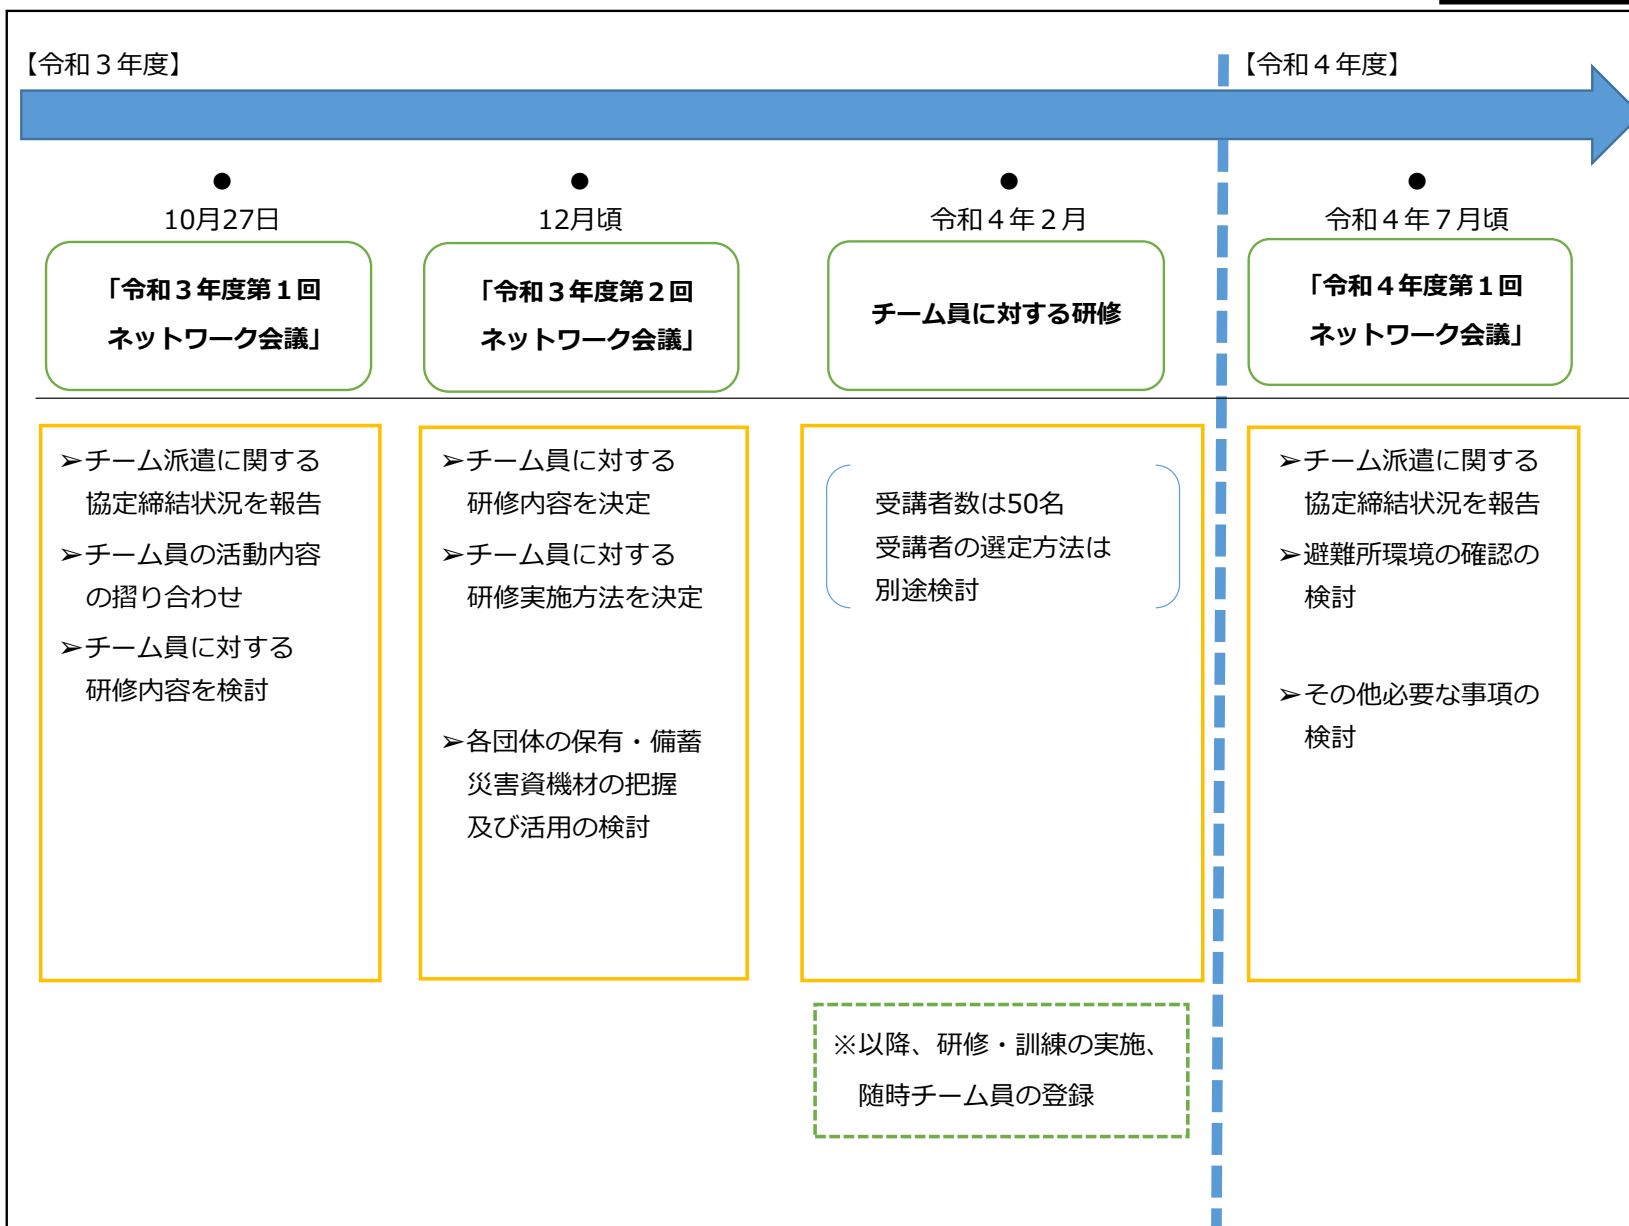 【令和３年度】
【令和４年度】
●
10月27日
「令和３年度第１回
ネットワーク会議」
➢チーム派遣に関する
協定締結状況を報告
➢チーム員の活動内容
の摺り合わせ
➢チーム員に対する
研修内容を検討
●
12月頃
「令和３年度第２回
ネットワーク会議」
➢チーム員に対する
研修内容を決定
➢チーム員に対する
研修実施方法を決定
➢各団体の保有・備蓄
災害資機材の把握
及び活用の検討
●
令和４年２月
チーム員に対する研修
受講者数は50名
受講者の選定方法は
別途検討
※以降、研修・訓練の実施、
随時チーム員の登録
●
令和４年７月頃
「令和４年度第１回
ネットワーク会議」
➢チーム派遣に関する
協定締結状況を報告
➢避難所環境の確認の
検討
➢その他必要な事項の
検討